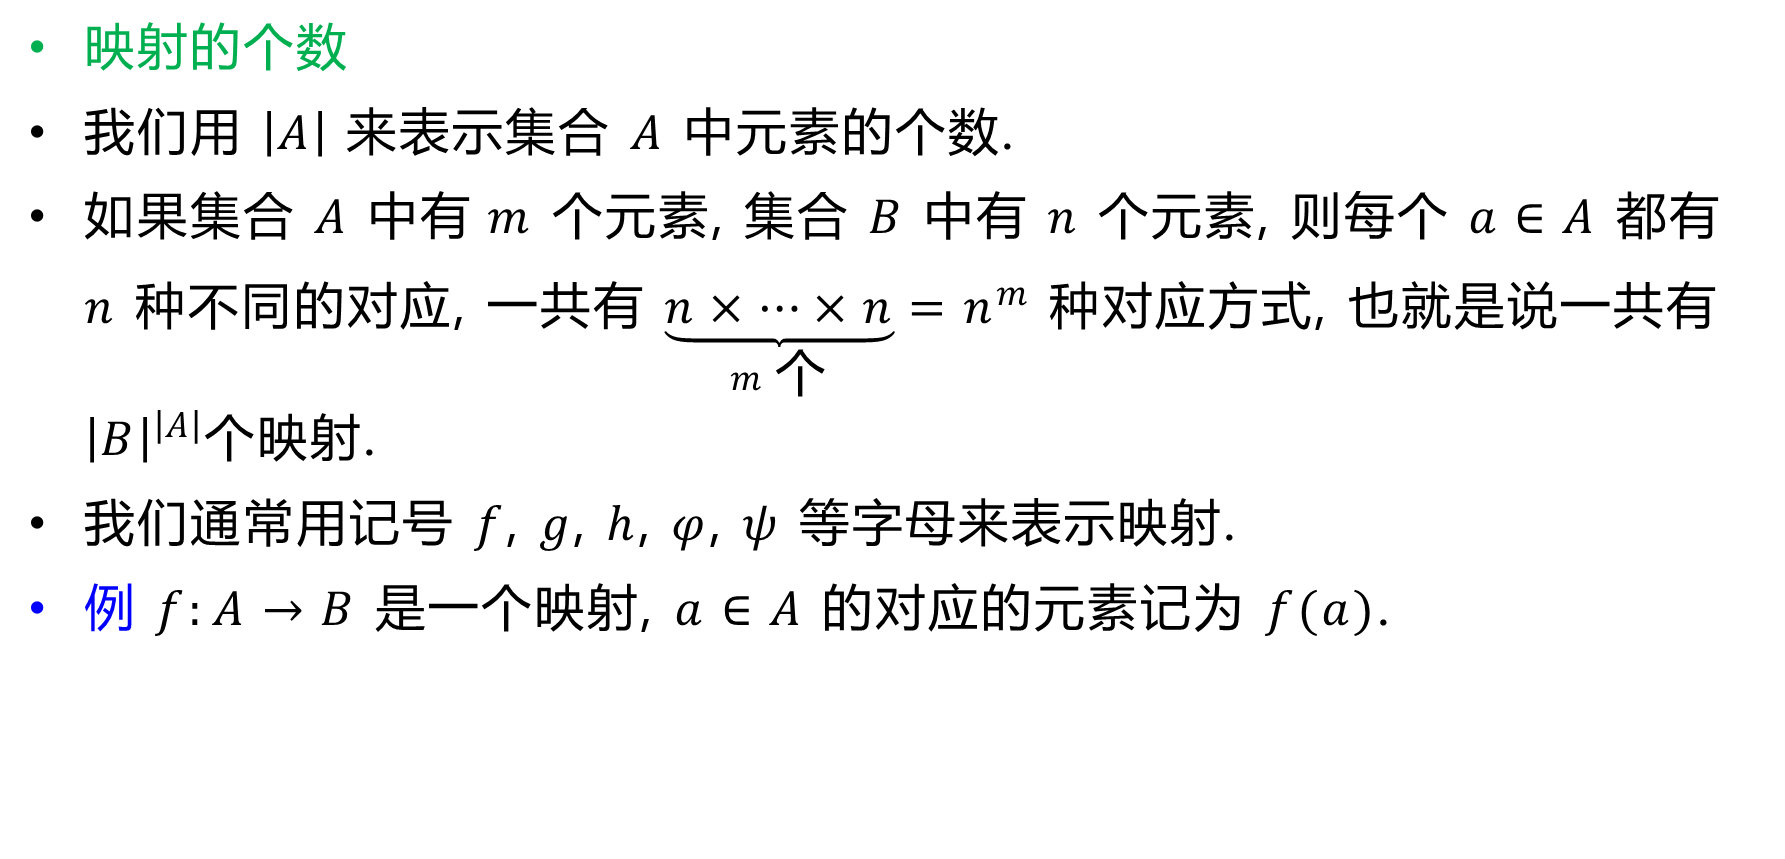 • 映射的个数
• 我们用 |A| 来表示集合 A 中元素的个数.
• 如果集合 A 中有 m 个元素, 集合 B 中有 n 个元素, 则每个 a ∈ A 都有
n 种不同的对应, 一共有 n × ⋯ × n = nᵐ 种对应方式, 也就是说一共有
m 个
|B|^|A|个映射.
• 我们通常用记号 f, g, h, φ, ψ 等字母来表示映射.
• 例 f: A → B 是一个映射, a ∈ A 的对应的元素记为 f(a).